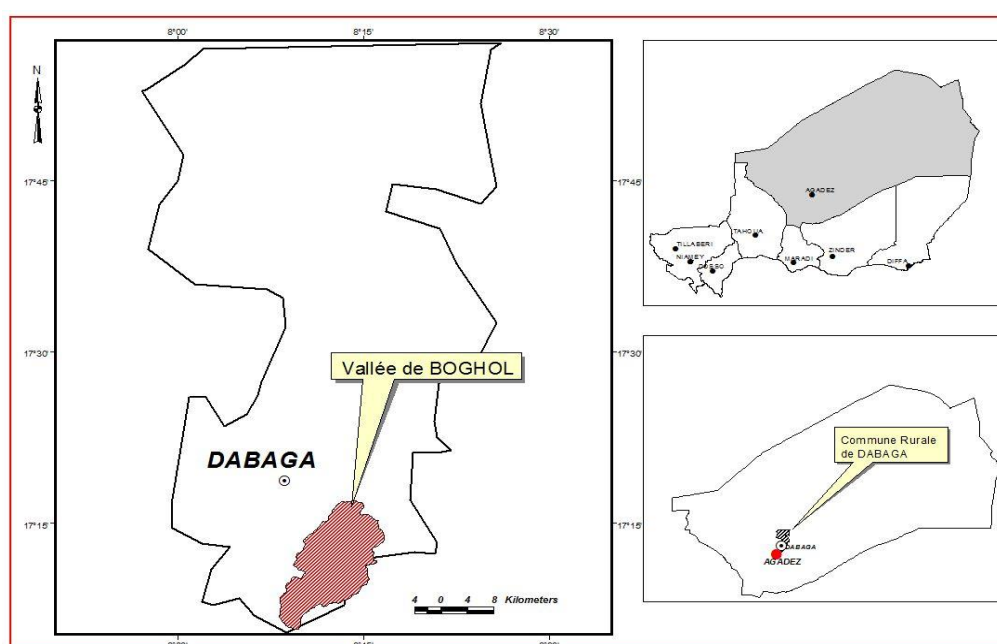 8°00'
8°15'
8°30'
N
17°45'
17°45'
17°30'
17°30'
Vallée de BOGHOL
DABAGA
17°15'
17°15'
4 0 4 8 Kilometers
AGADEZ
TAHOUA
TILLABERI
NIAMEY
DOSSO
MARADI
ZINDER
DIFFA
Commune Rurale
de DABAGA
DABAGA
AGADEZ